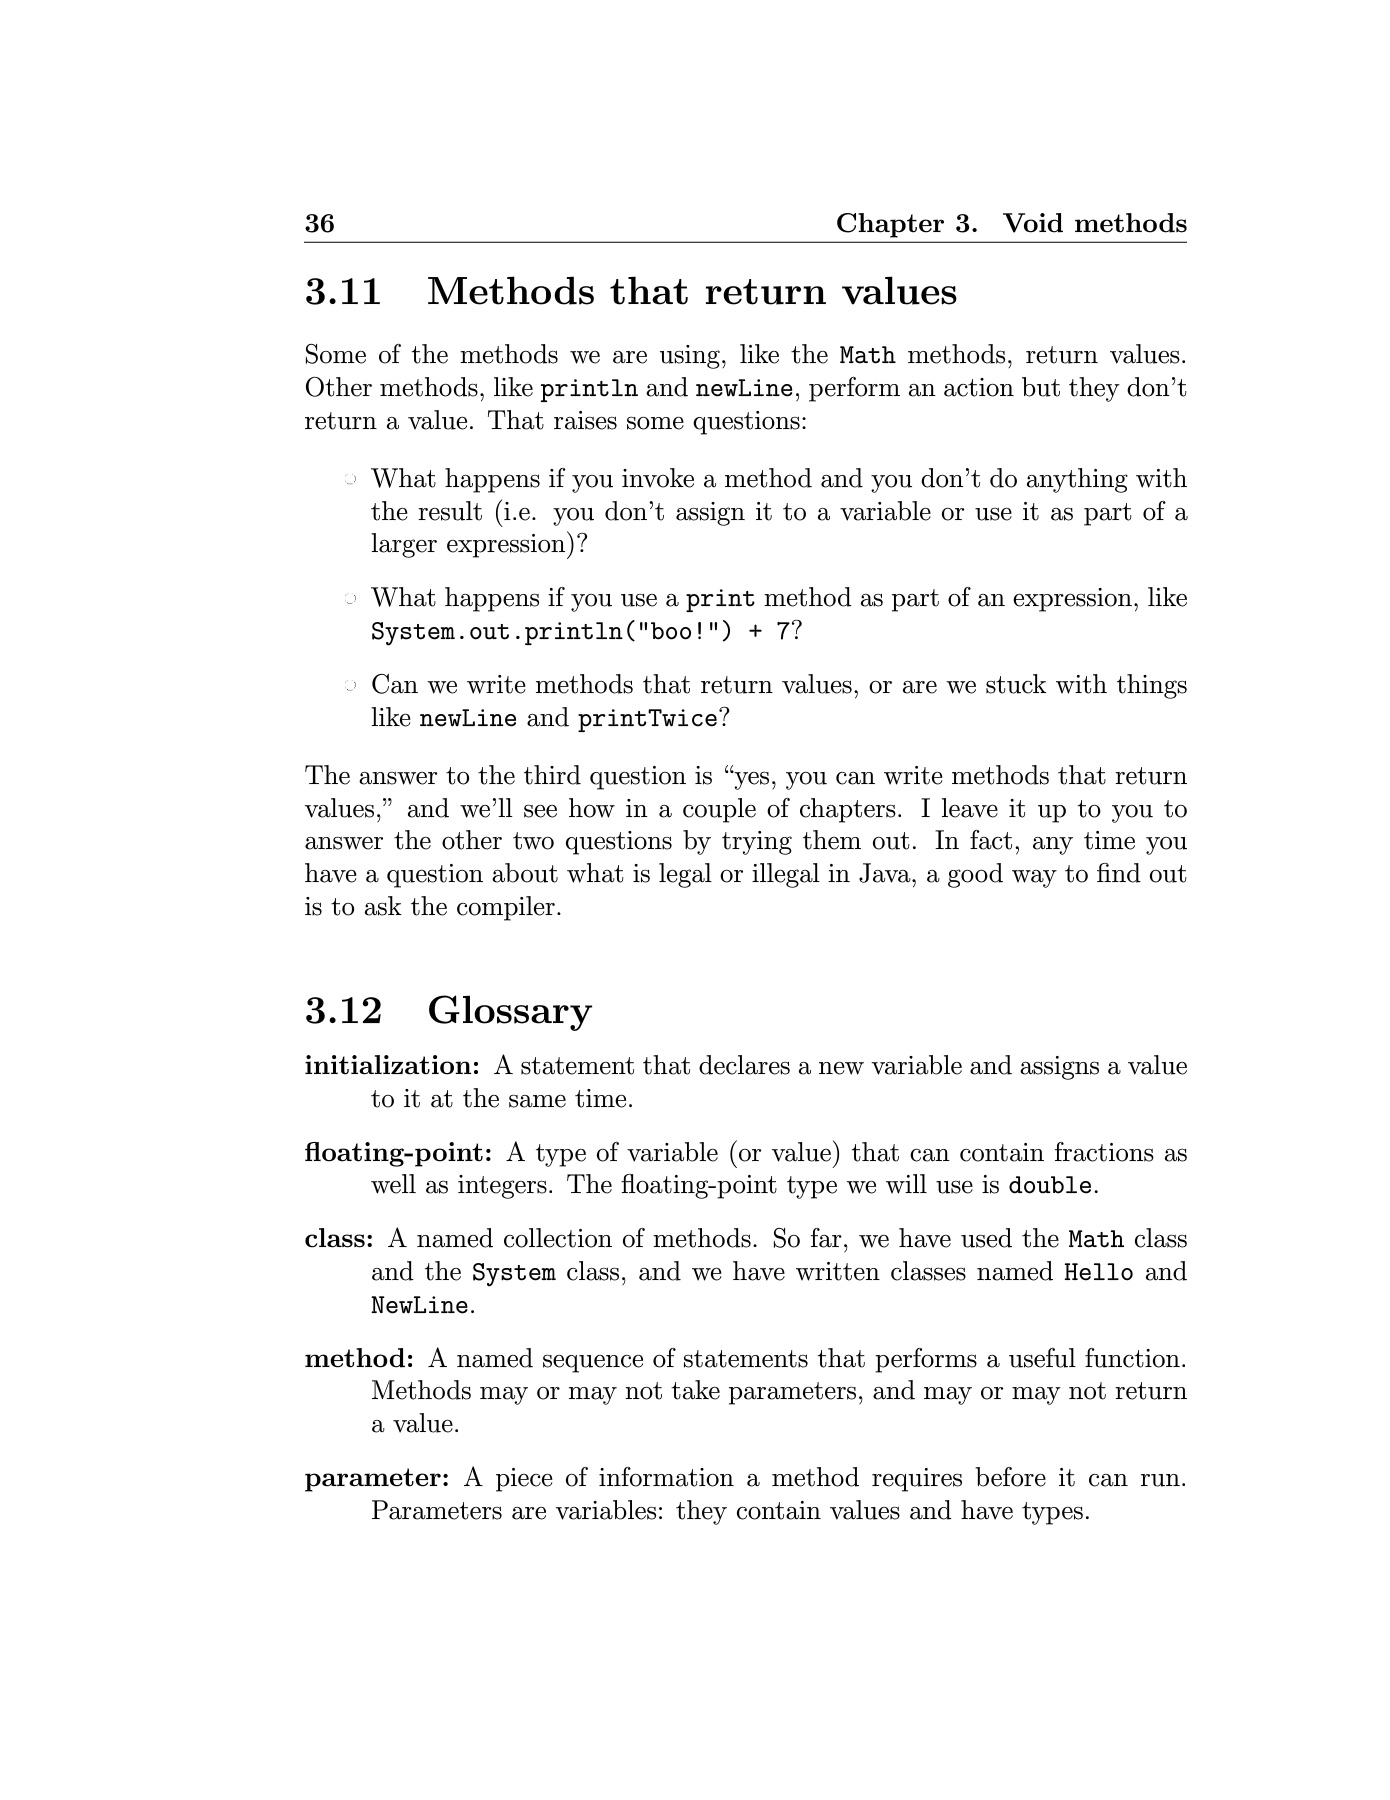 36 Chapter 3. Void methods
3.11 Methods that return values
Some of the methods we are using, like the Math methods, return values.
Other methods, like println and newLine, perform an action but they don’t
return a value. That raises some questions:
◦ What happens if you invoke a method and you don’t do anything with
the result (i.e. you don’t assign it to a variable or use it as part of a
larger expression)?
◦ What happens if you use a print method as part of an expression, like
System.out.println("boo!") + 7?
◦ Can we write methods that return values, or are we stuck with things
like newLine and printTwice?
The answer to the third question is “yes, you can write methods that return
values,” and we’ll see how in a couple of chapters. I leave it up to you to
answer the other two questions by trying them out. In fact, any time you
have a question about what is legal or illegal in Java, a good way to find out
is to ask the compiler.
3.12 Glossary
initialization: A statement that declares a new variable and assigns a value
to it at the same time.
floating-point: A type of variable (or value) that can contain fractions as
well as integers. The floating-point type we will use is double.
class: A named collection of methods. So far, we have used the Math class
and the System class, and we have written classes named Hello and
NewLine.
method: A named sequence of statements that performs a useful function.
Methods may or may not take parameters, and may or may not return
a value.
parameter: A piece of information a method requires before it can run.
Parameters are variables: they contain values and have types.